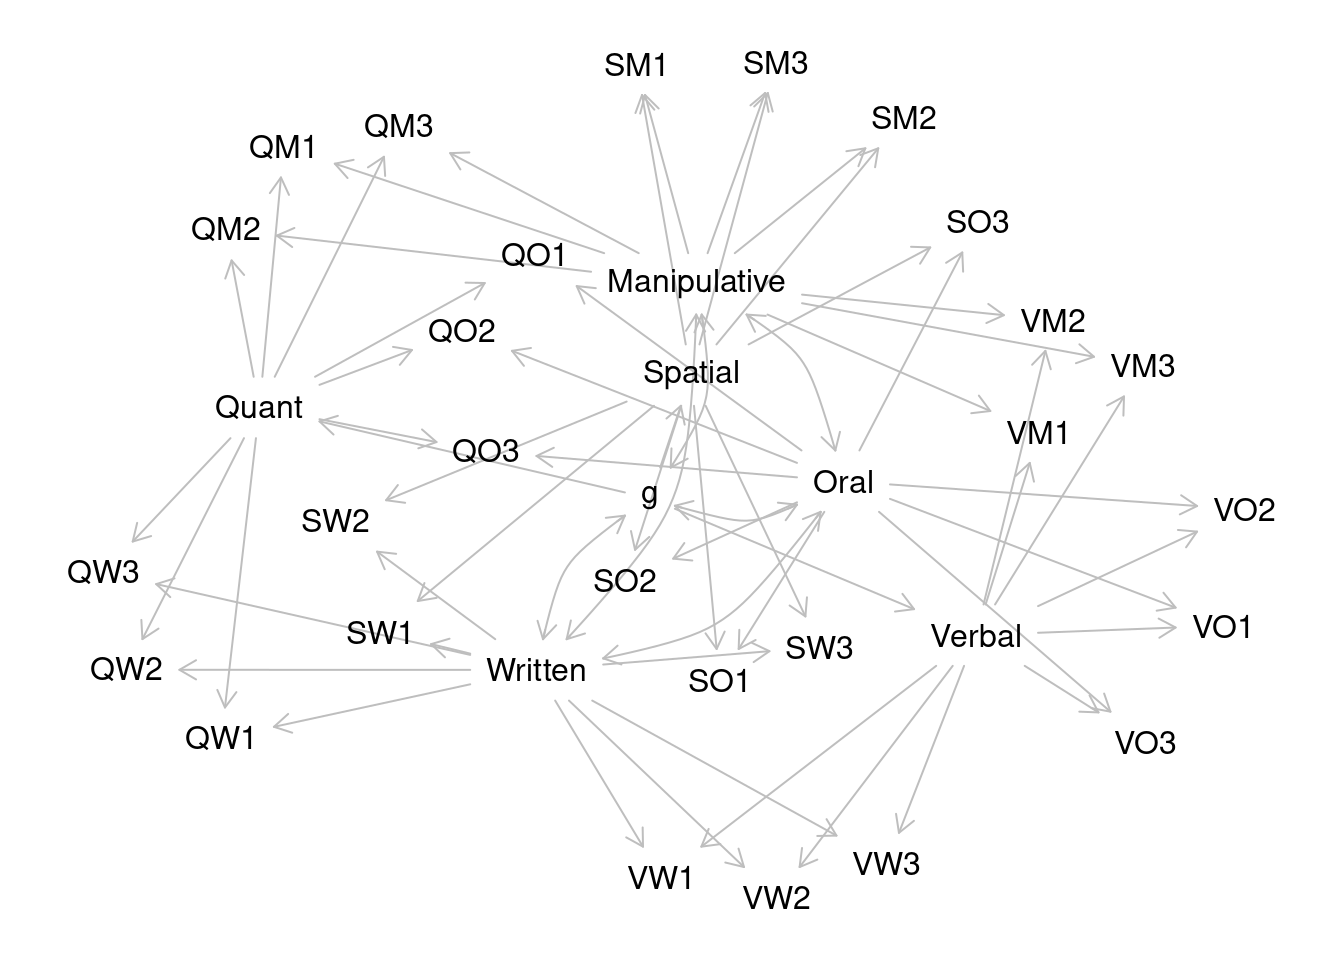 SM1
SM3
SM2
QM3
QM1
SO3
QM2
QO1
Manipulative
VM2
QO2
VM3
Spatial
Quant
VM1
QO3
Oral
g
VO2
SW2
QW3
SO2
VO1
SW1
Verbal
SW3
QW2
Written
SO1
QW1
VO3
VW3
VW1
VW2